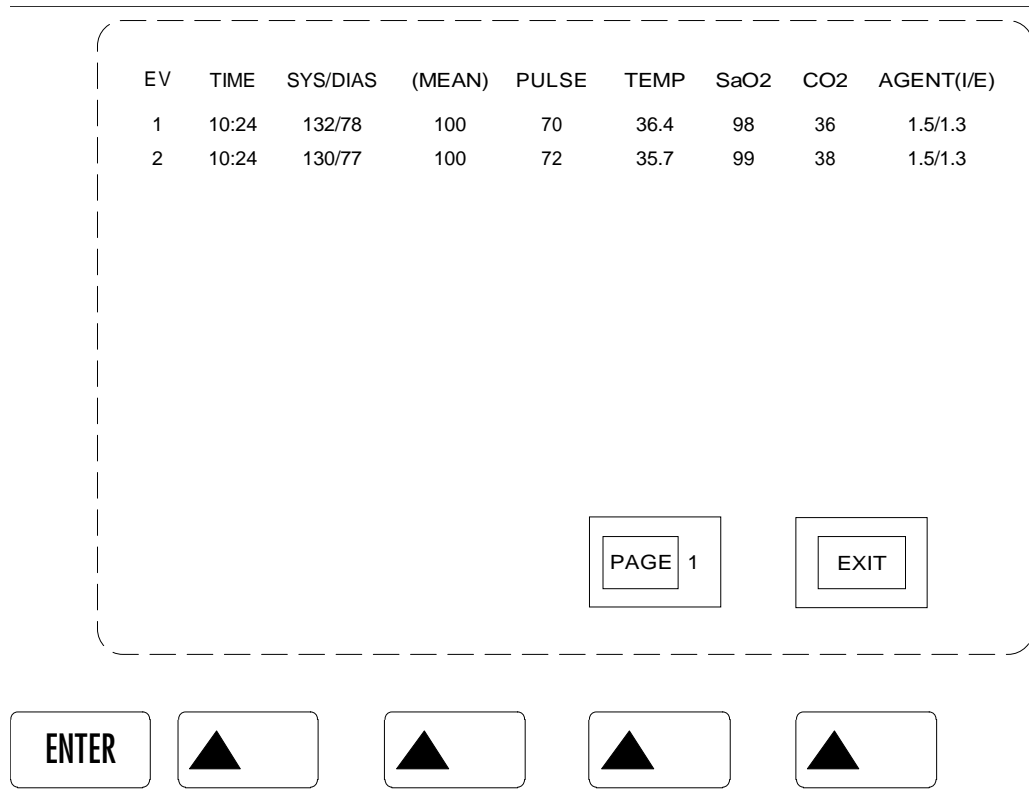 EV TIME SYS/DIAS (MEAN) PULSE TEMP SaO2 CO2 AGENT(I/E)
1 10:24 132/78 100 70 36.4 98 36 1.5/1.3
2 10:24 130/77 100 72 35.7 99 38 1.5/1.3
PAGE 1 EXIT
ENTER